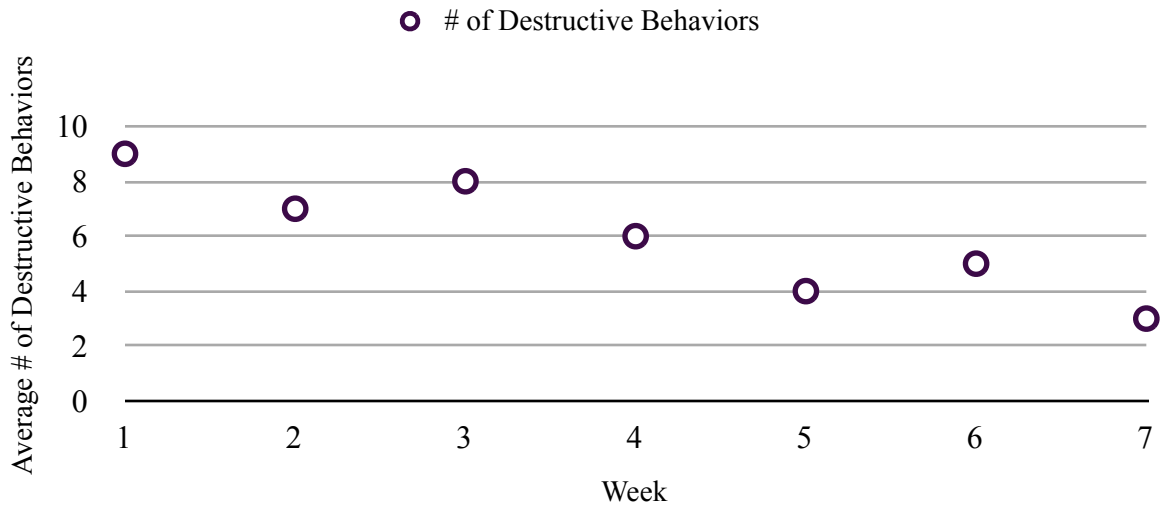 # of Destructive Behaviors
Average # of Destructive Behaviors
10
8
6
4
2
0
1 2 3 4 5 6 7
Week